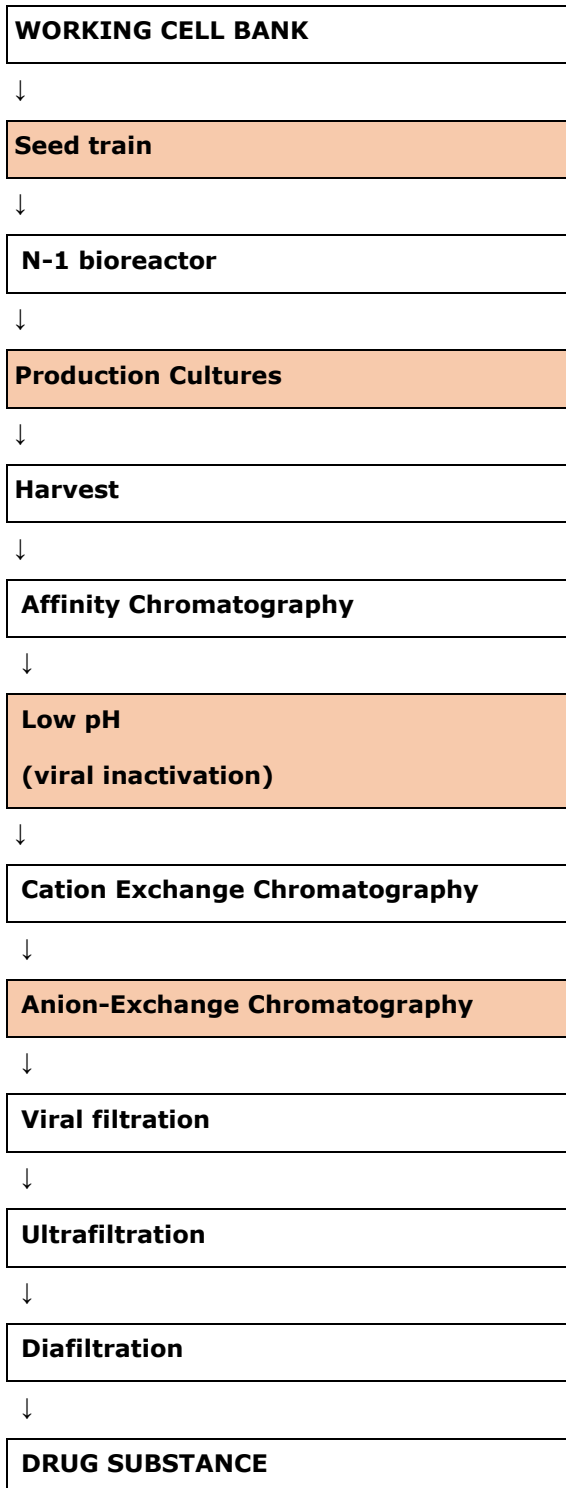 WORKING CELL BANK
↓
Seed train
↓
N-1 bioreactor
↓
Production Cultures
↓
Harvest
↓
Affinity Chromatography
↓
Low pH
(viral inactivation)
↓
Cation Exchange Chromatography
↓
Anion-Exchange Chromatography
↓
Viral filtration
↓
Ultrafiltration
↓
Diafiltration
↓
DRUG SUBSTANCE